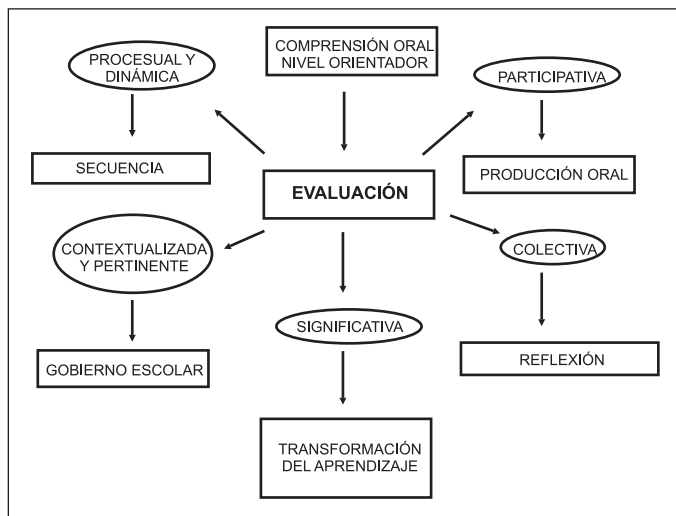 PROCESUAL Y
DINÁMICA
COMPRENSIÓN ORAL
NIVEL ORIENTADOR
PARTICIPATIVA
SECUENCIA
EVALUACIÓN
PRODUCCIÓN ORAL
CONTEXTUALIZADA
Y PERTINENTE
COLECTIVA
SIGNIFICATIVA
GOBIERNO ESCOLAR
REFLEXIÓN
TRANSFORMACIÓN
DEL APRENDIZAJE